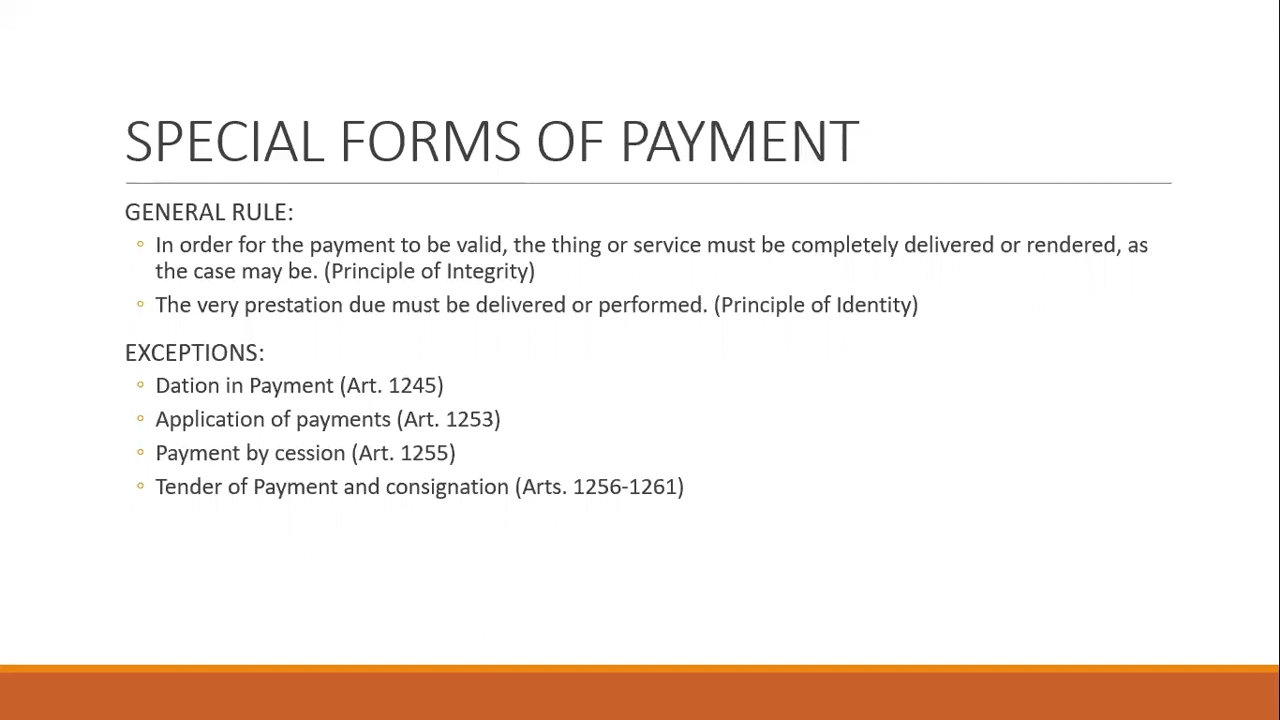 SPECIAL FORMS OF PAYMENT
GENERAL RULE:
◦ In order for the payment to be valid, the thing or service must be completely delivered or rendered, as
the case may be. (Principle of Integrity)
◦ The very prestation due must be delivered or performed. (Principle of Identity)
EXCEPTIONS:
◦ Dation in Payment (Art. 1245)
◦ Application of payments (Art. 1253)
◦ Payment by cession (Art. 1255)
◦ Tender of Payment and consignation (Arts. 1256-1261)